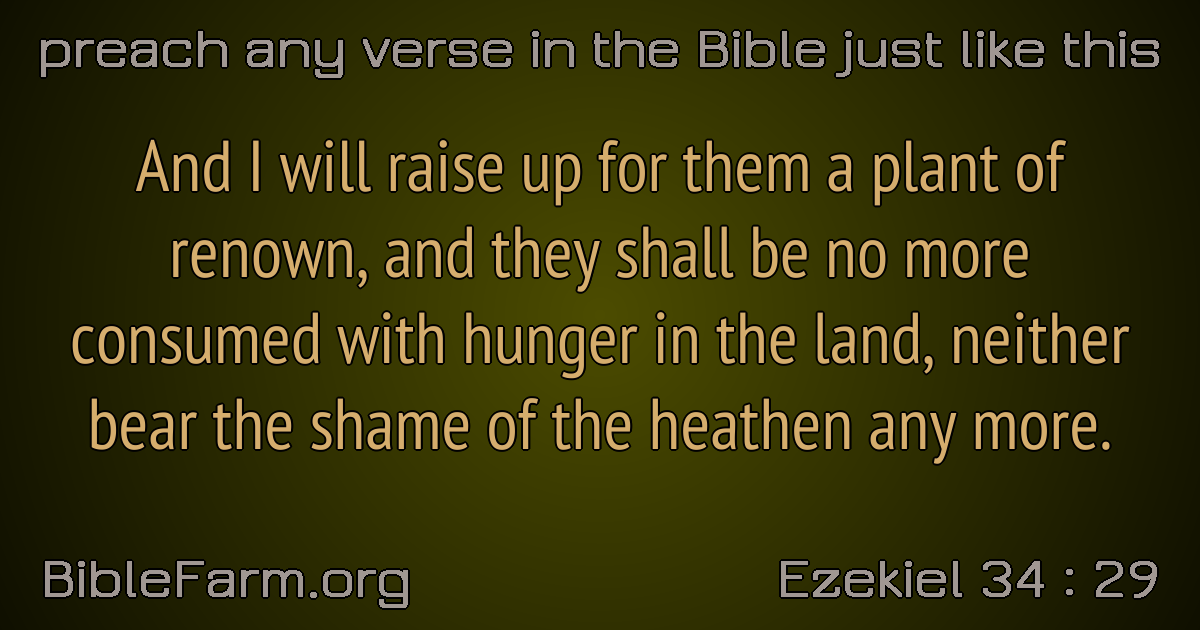 preach any verse in the Bible just like this
And I will raise up for them a plant of
renown, and they shall be no more
consumed with hunger in the land, neither
bear the shame of the heathen any more.
BibleFarm.org
Ezekiel 34 : 29